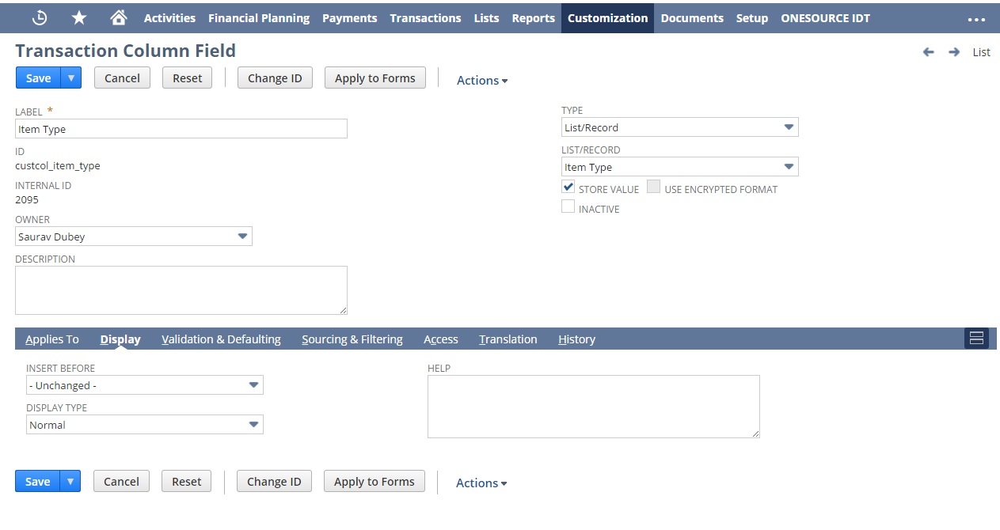 Activities Financial Planning Payments Transactions Lists Reports Customization Documents Setup ONESOURCE IDT
Transaction Column Field
List
Save Cancel Reset Change ID Apply to Forms Actions
LABEL *
Item Type
ID
custcol_item_type
INTERNAL ID
2095
OWNER
Saurav Dubey
DESCRIPTION
TYPE
List/Record
LIST/RECORD
Item Type
STORE VALUE USE ENCRYPTED FORMAT
INACTIVE
Applies To Display Validation & Defaulting Sourcing & Filtering Access Translation History
INSERT BEFORE
- Unchanged -
DISPLAY TYPE
Normal
HELP
Save Cancel Reset Change ID Apply to Forms Actions